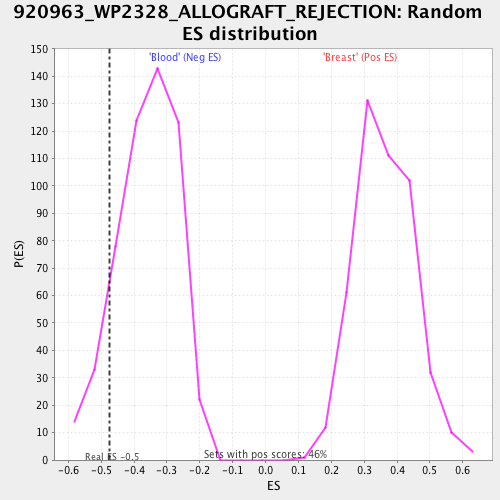 920963_WP2328_ALLOGRAFT_REJECTION: Random
ES distribution
'Blood' (Neg ES)
'Breast' (Pos ES)
P(ES)
150
140
130
120
110
100
90
80
70
60
50
40
30
20
10
0
Real ES -0.5
Sets with pos scores: 46%
-0.6 -0.5 -0.4 -0.3 -0.2 -0.1 0.0 0.1 0.2 0.3 0.4 0.5 0.6
ES